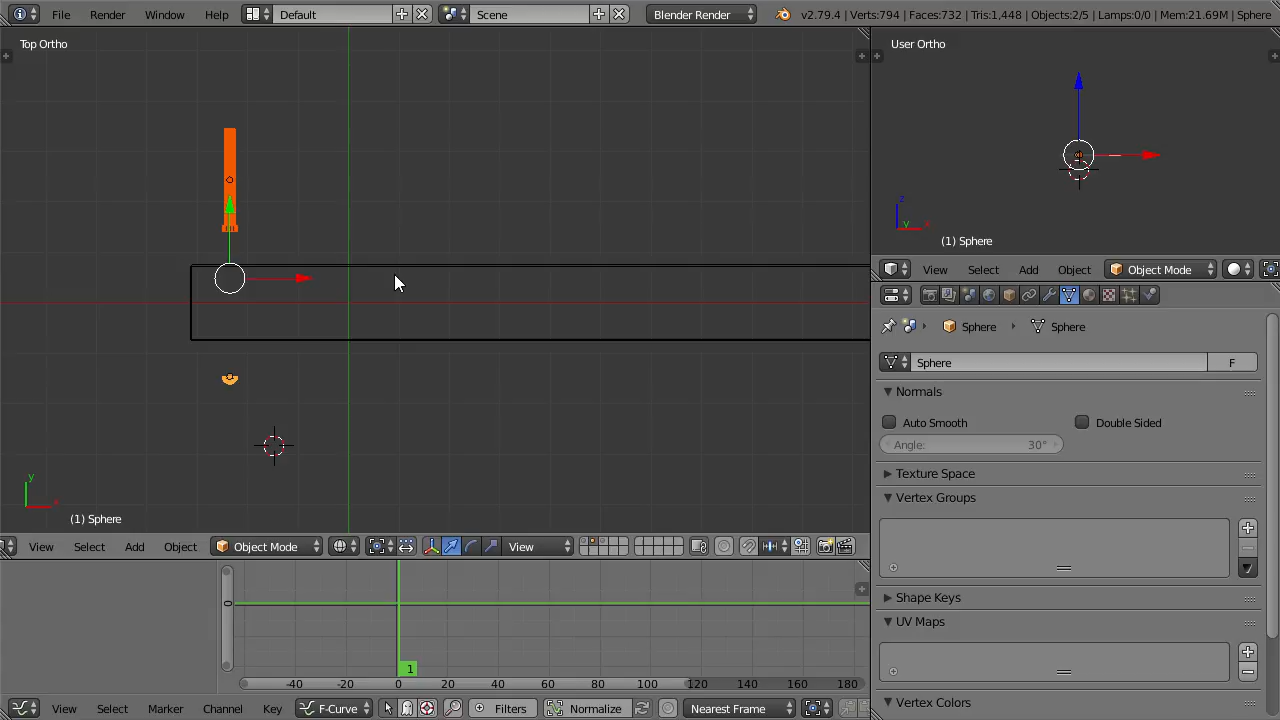 File Render Window Help Default Scene Blender Render v2.79.4 | Verts:794 | Faces:732 | Tris:1,448 | Objects:2/5 | Lamps:0/0 | Mem:21.69M | Sphere
Top Ortho
User Ortho
z
y x
(1) Sphere
View Select Add Object Object Mode
Sphere Sphere
Sphere F
Normals
Auto Smooth Double Sided
Angle: 30°
Texture Space
Vertex Groups
Shape Keys
UV Maps
Vertex Colors
y
x
(1) Sphere
View Select Add Object Object Mode View
0
1
-40 -20 0 20 40 60 80 100 120 140 160 180
View Select Marker Channel Key F-Curve Filters Normalize Nearest Frame